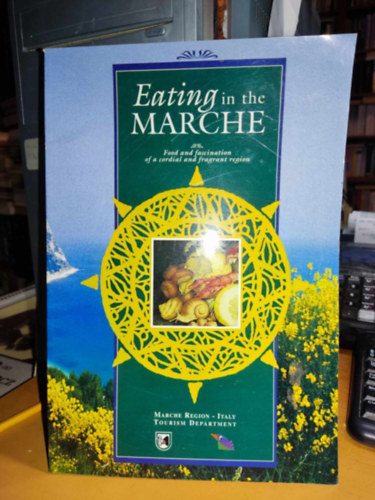 Eating in the
MARCHE
Food and fascination
of a cordial and fragrant region
MARCHE REGION - ITALY
TOURISM DEPARTMENT